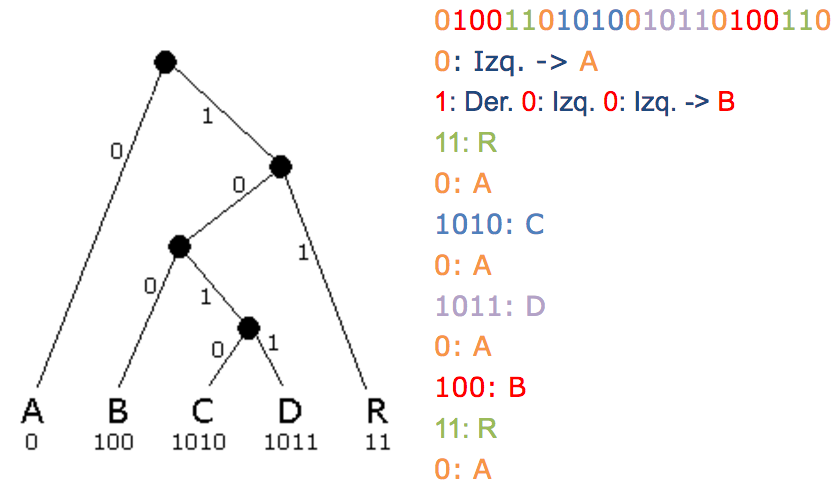 01001101010010110100110
0: Izq. -> A
1: Der. 0: Izq. 0: Izq. -> B
11: R
0: A
1010: C
0: A
1011: D
0: A
100: B
11: R
0: A
0
1
0
1
0
1
0
1
A B C D R
0 100 1010 1011 11